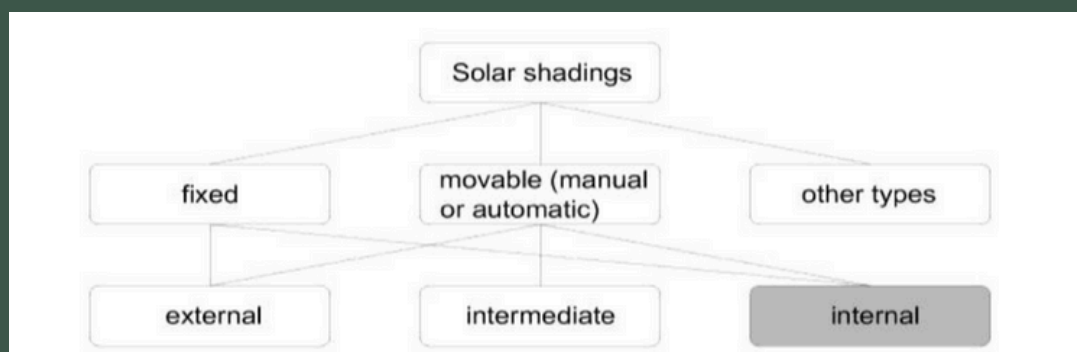 Solar shadings
fixed
movable (manual
or automatic)
other types
external
intermediate
internal